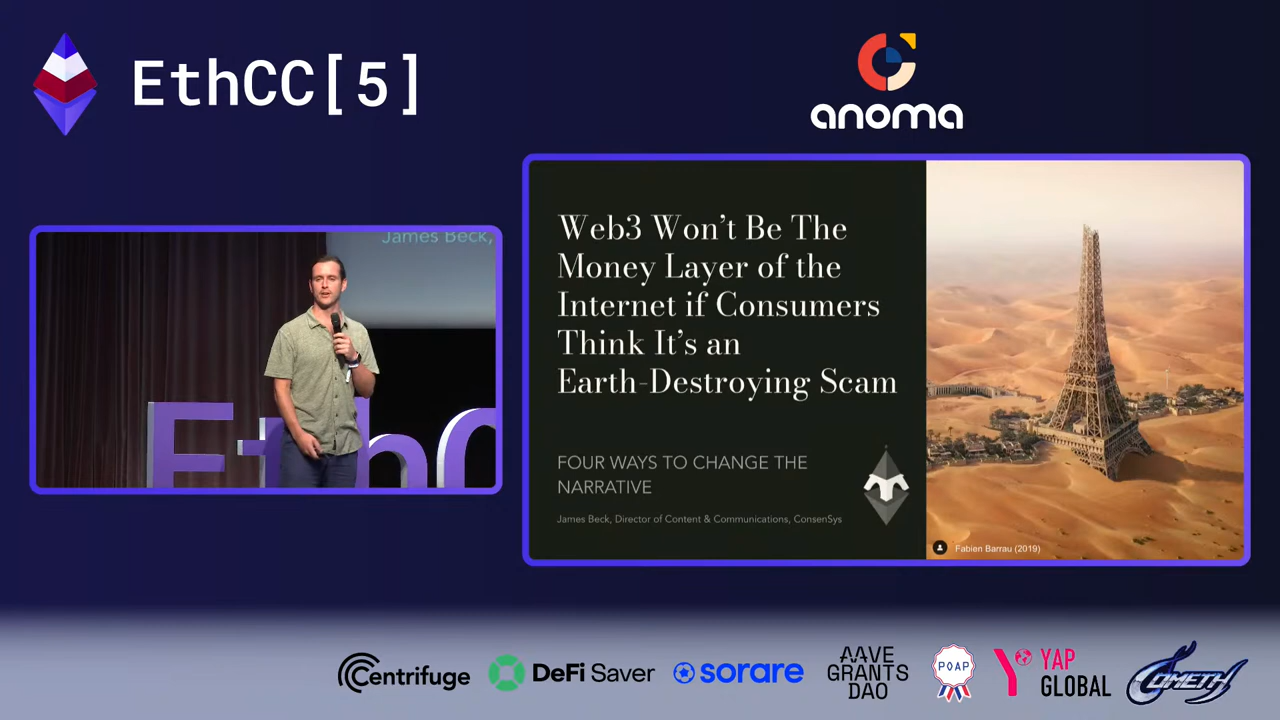 EthCC[5]
anoma
James Beck,
EthC
Web3 Won't Be The
Money Layer of the
Internet if Consumers
Think It's an
Earth-Destroying Scam
FOUR WAYS TO CHANGE THE
NARRATIVE
James Beck, Director of Content & Communications, ConsenSys
Fabien Barrau (2019)
Centrifuge
DeFi Saver
sorare
AAVE
GRANTS
DAO
POAP
YAP
GLOBAL
COMETH